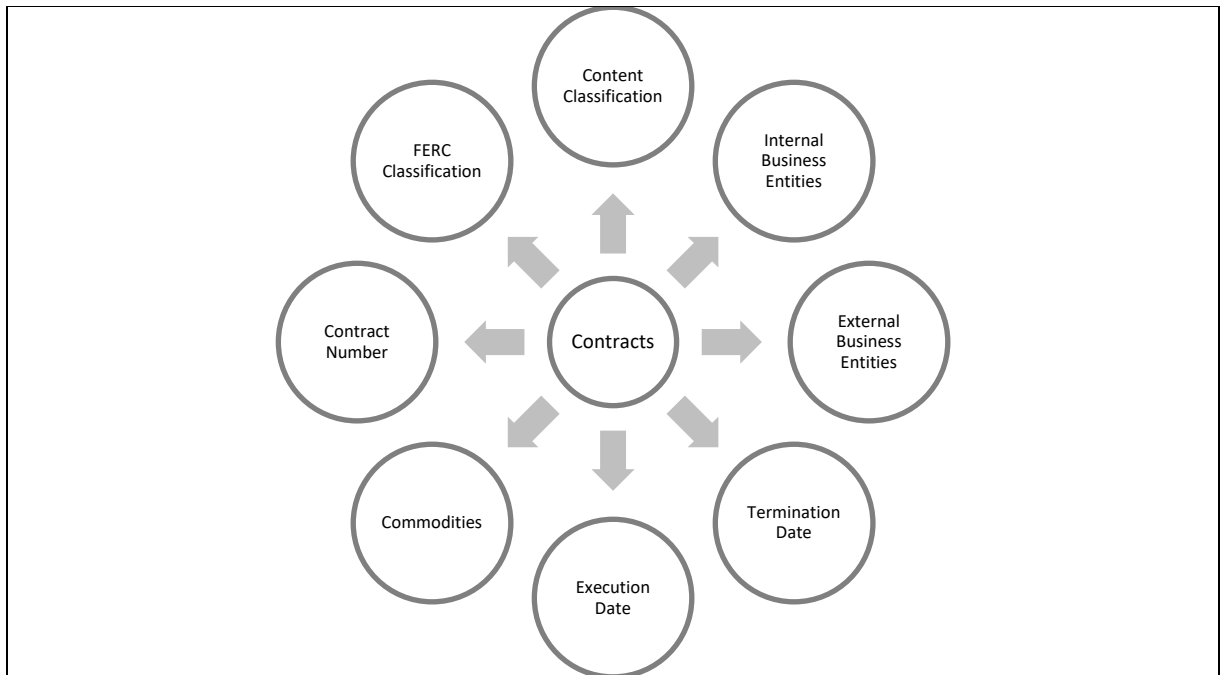 Content
Classification
Internal
Business
Entities
External
Business
Entities
Termination
Date
Execution
Date
Commodities
Contract
Number
FERC
Classification
Contracts